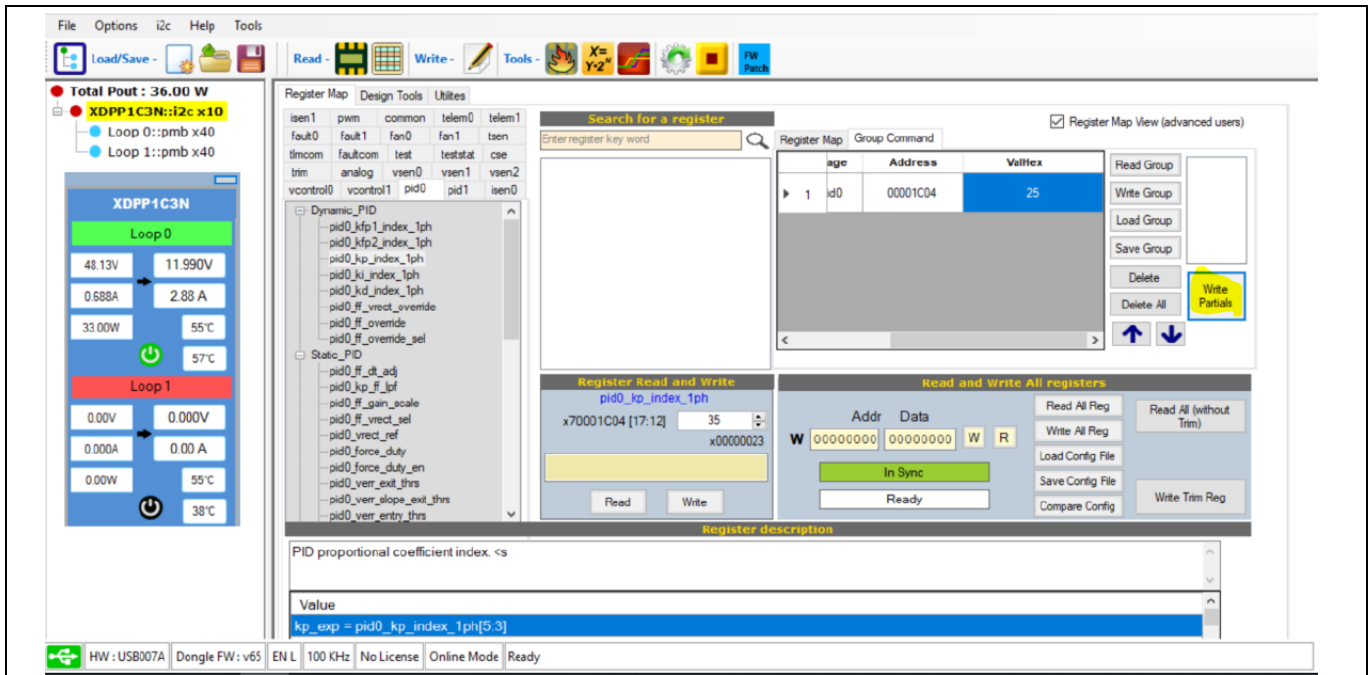 File Options i2c Help Tools
Load/Save - Read - Write - Tools - X= Y*2ⁿ FW Patch
Total Pout : 36.00 W
XDPP1C3N::i2c x10
Loop 0::pmb x40
Loop 1::pmb x40
XDPP1C3N
Loop 0
48.13V 11.990V
0.688A 2.88 A
33.00W 55°C
57°C
Loop 1
0.00V 0.000V
0.000A 0.00 A
0.00W 55°C
38°C
Register Map Design Tools Utilites
isen1 pwm common telem0 telem1
fault0 fault1 fan0 fan1 tsen
tlmcom faultcom test teststat cse
trim analog vsen0 vsen1 vsen2
vcontrol0 vcontrol1 pid0 pid1 isen0
Dynamic_PID
pid0_kfp1_index_1ph
pid0_kfp2_index_1ph
pid0_kp_index_1ph
pid0_ki_index_1ph
pid0_kd_index_1ph
pid0_ff_vrect_override
pid0_ff_override
pid0_ff_override_sel
Static_PID
pid0_ff_dt_adj
pid0_kp_ff_lpf
pid0_ff_gain_scale
pid0_ff_vrect_sel
pid0_vrect_ref
pid0_force_duty
pid0_force_duty_en
pid0_verr_exit_thrs
pid0_verr_slope_exit_thrs
pid0_verr_entry_thrs
Search for a register
Enter register key word
Register Map View (advanced users)
Register Map Group Command
age Address ValHex
1 id0 00001C04 25
Read Group
Write Group
Load Group
Save Group
Delete
Delete All
Write Partials
Register Read and Write
pid0_kp_index_1ph
x70001C04 [17:12] 35
x00000023
Read Write
Read and Write All registers
Addr Data
W 00000000 00000000 W R
In Sync
Ready
Read All Reg
Write All Reg
Load Config File
Save Config File
Compare Config
Read All (without Trim)
Write Trim Reg
Register description
PID proportional coefficient index. <s
Value
kp_exp = pid0_kp_index_1ph[5:3]
HW : USB007A Dongle FW : v65 EN L 100 KHz No License Online Mode Ready